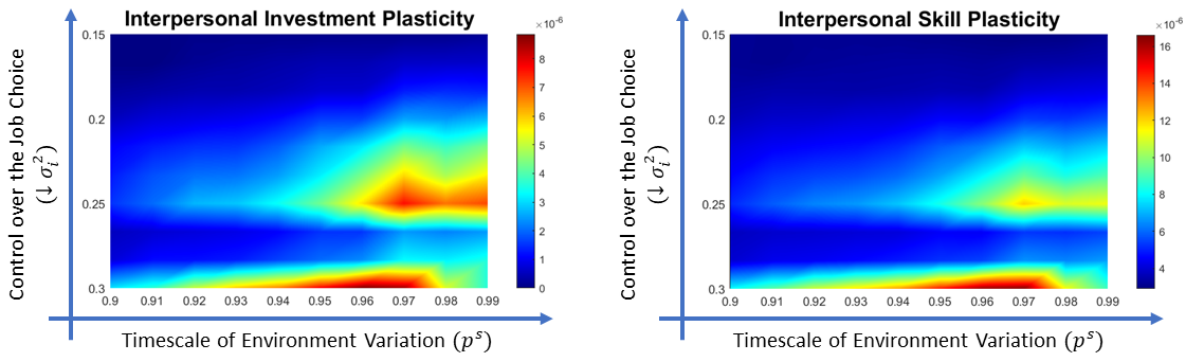 Interpersonal Investment Plasticity
×10⁻⁶
Control over the Job Choice
(↓ σᵢ²)
0.15
0.2
0.25
0.3
0.9 0.91 0.92 0.93 0.94 0.95 0.96 0.97 0.98 0.99
8
7
6
5
4
3
2
1
0
Timescale of Environment Variation (pˢ)
Interpersonal Skill Plasticity
×10⁻⁶
Control over the Job Choice
(↓ σᵢ²)
0.15
0.2
0.25
0.3
0.9 0.91 0.92 0.93 0.94 0.95 0.96 0.97 0.98 0.99
16
14
12
10
8
6
4
Timescale of Environment Variation (pˢ)